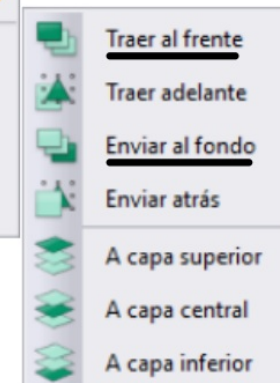 Traer al frente
Traer adelante
Enviar al fondo
Enviar atrás
A capa superior
A capa central
A capa inferior